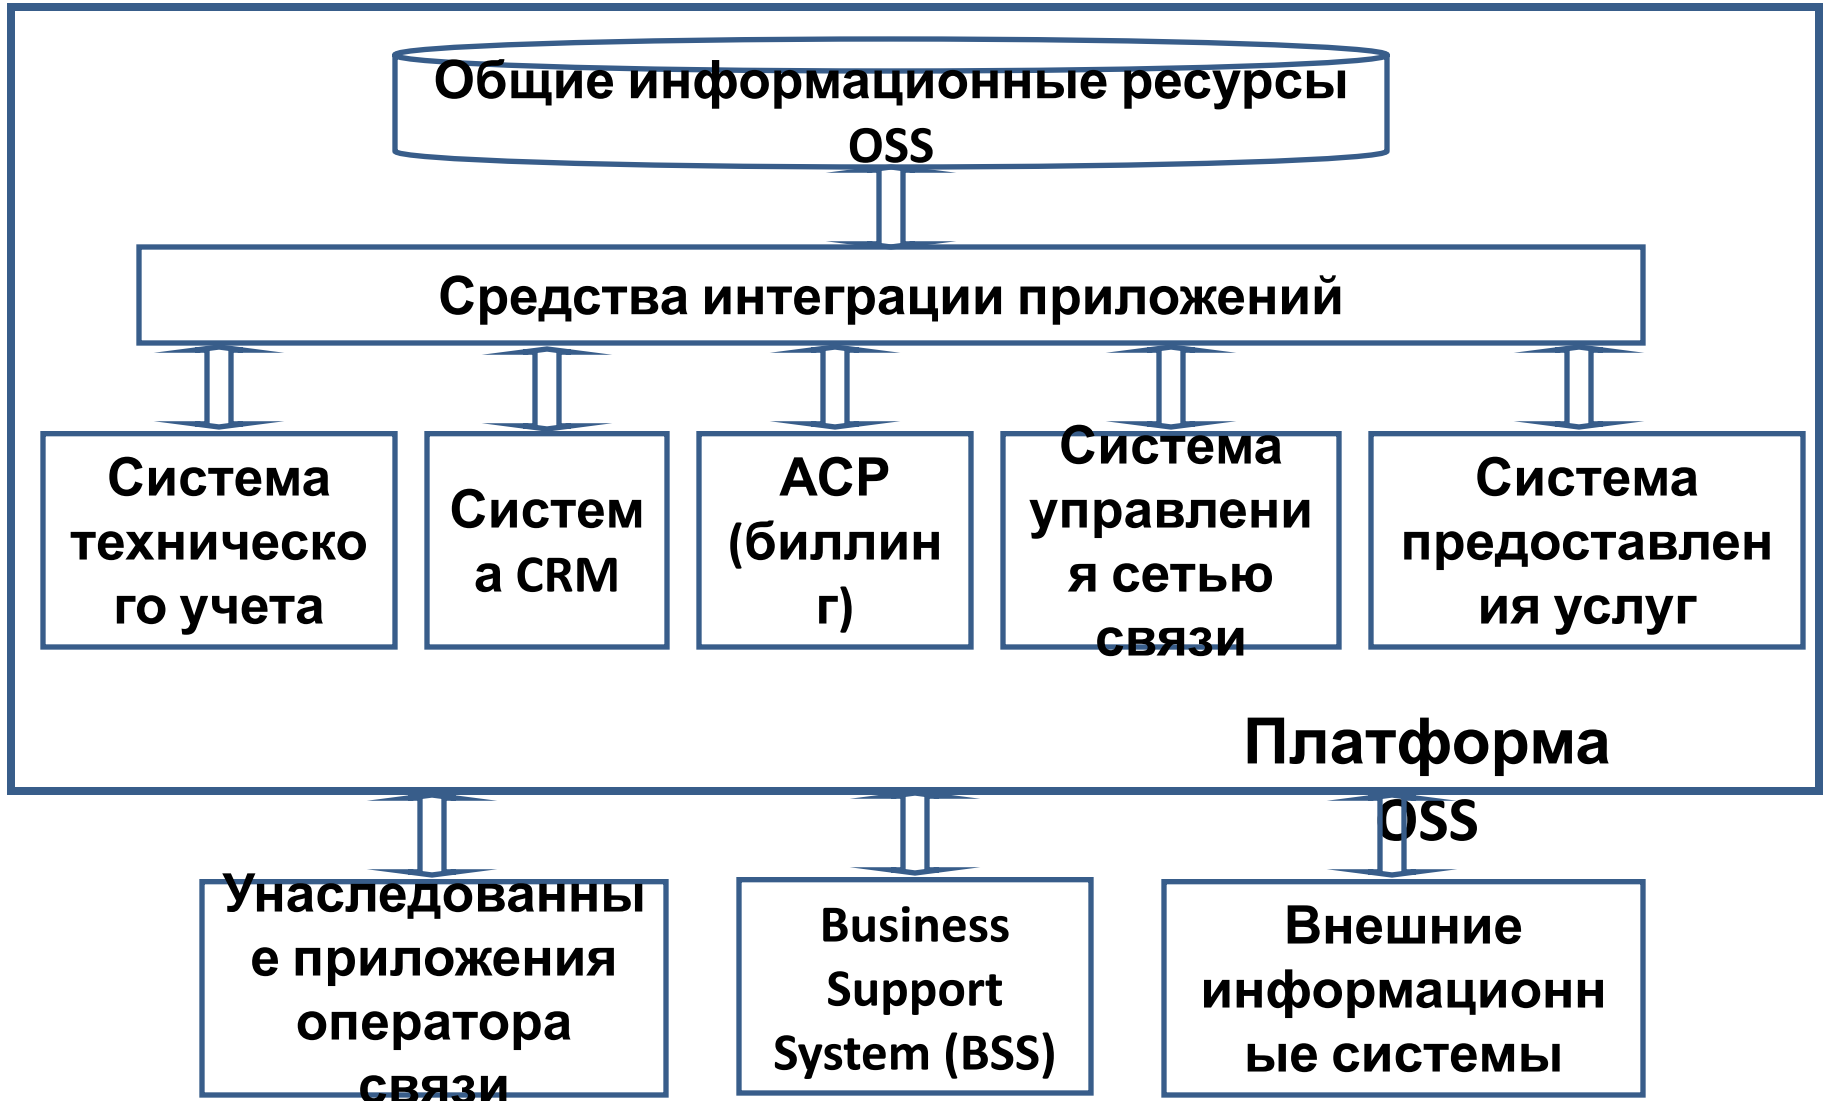 Общие информационные ресурсы
OSS
Средства интеграции приложений
Система
техническо
го учета
Систем
а CRM
АСР
(биллин
г)
Система
управлени
я сетью
связи
Система
предоставлен
ия услуг
Платформа
OSS
Унаследованны
е приложения
оператора
связи
Business
Support
System (BSS)
Внешние
информационн
ые системы